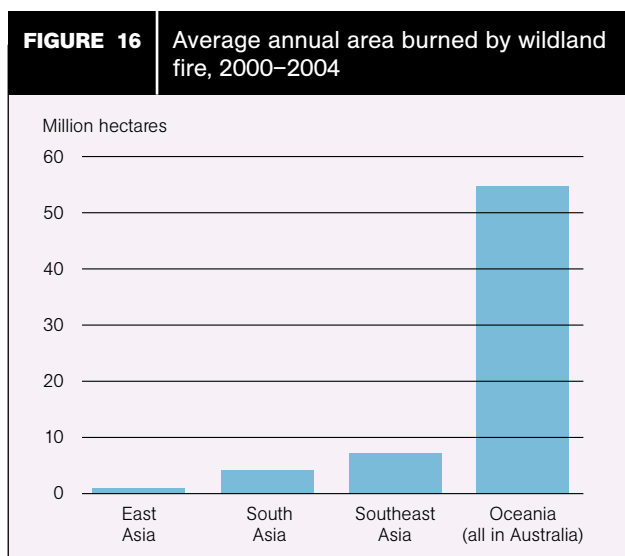 FIGURE 16
Average annual area burned by wildland
fire, 2000–2004
Million hectares
60
50
40
30
20
10
0
East
Asia
South
Asia
Southeast
Asia
Oceania
(all in Australia)